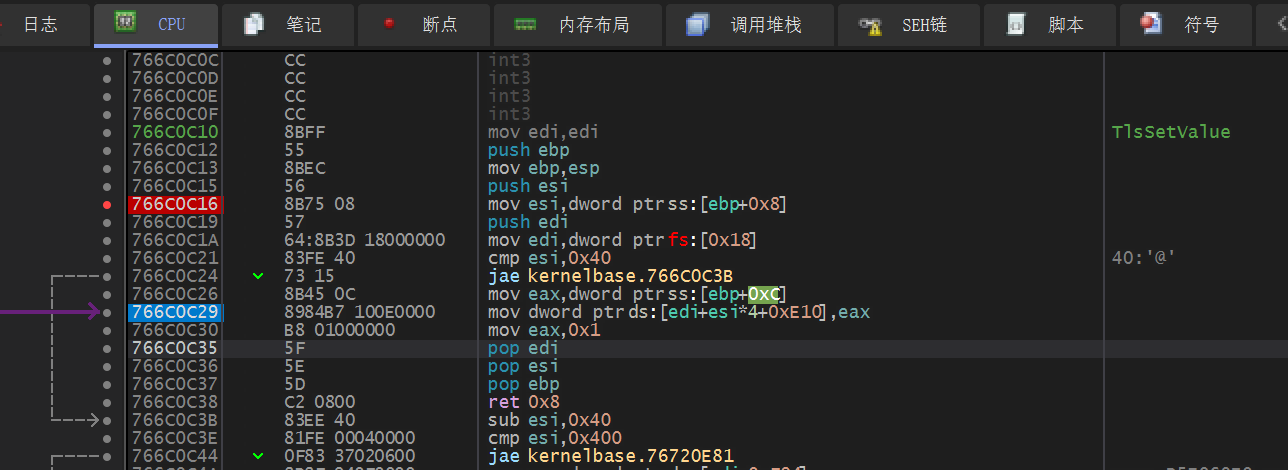 日志 CPU 笔记 断点 内存布局 调用堆栈 SEH链 脚本 符号
766C0C0C CC int3
766C0C0D CC int3
766C0C0E CC int3
766C0C0F CC int3
766C0C10 8BFF mov edi,edi TlsSetValue
766C0C12 55 push ebp
766C0C13 8BEC mov ebp,esp
766C0C15 56 push esi
766C0C16 8B75 08 mov esi,dword ptr ss:[ebp+0x8]
766C0C19 57 push edi
766C0C1A 64:8B3D 18000000 mov edi,dword ptr fs:[0x18]
766C0C21 83FE 40 cmp esi,0x40 40:'@'
766C0C24 73 15 jae kernelbase.766C0C3B
766C0C26 8B45 0C mov eax,dword ptr ss:[ebp+0xC]
766C0C29 8984B7 100E0000 mov dword ptr ds:[edi+esi*4+0xE10],eax
766C0C30 B8 01000000 mov eax,0x1
766C0C35 5F pop edi
766C0C36 5E pop esi
766C0C37 5D pop ebp
766C0C38 C2 0800 ret 0x8
766C0C3B 83EE 40 sub esi,0x40
766C0C3E 81FE 00040000 cmp esi,0x400
766C0C44 0F83 37020600 jae kernelbase.76720E81